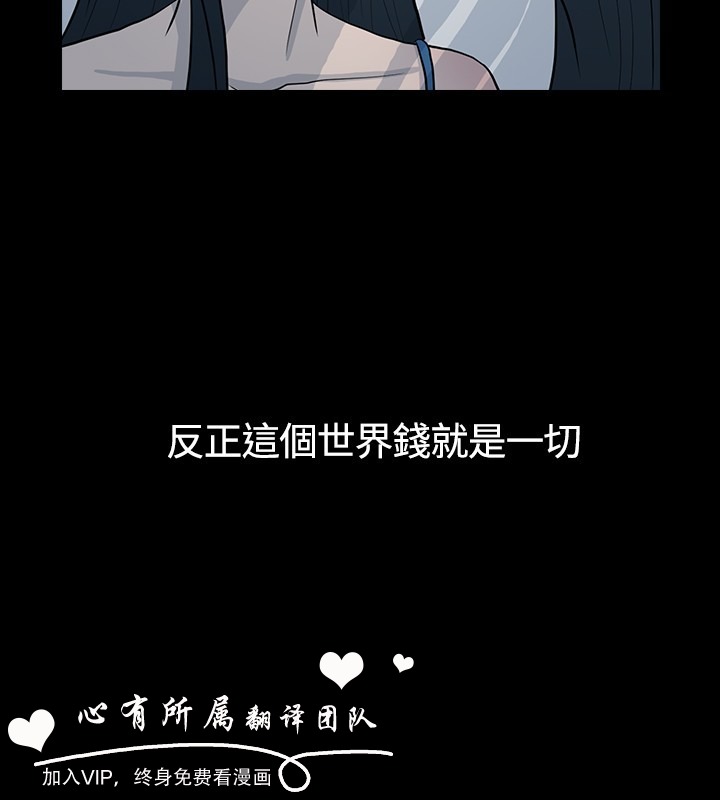 反正這個世界錢就是一切
心有所属翻译团队
加入VIP，终身免费看漫画